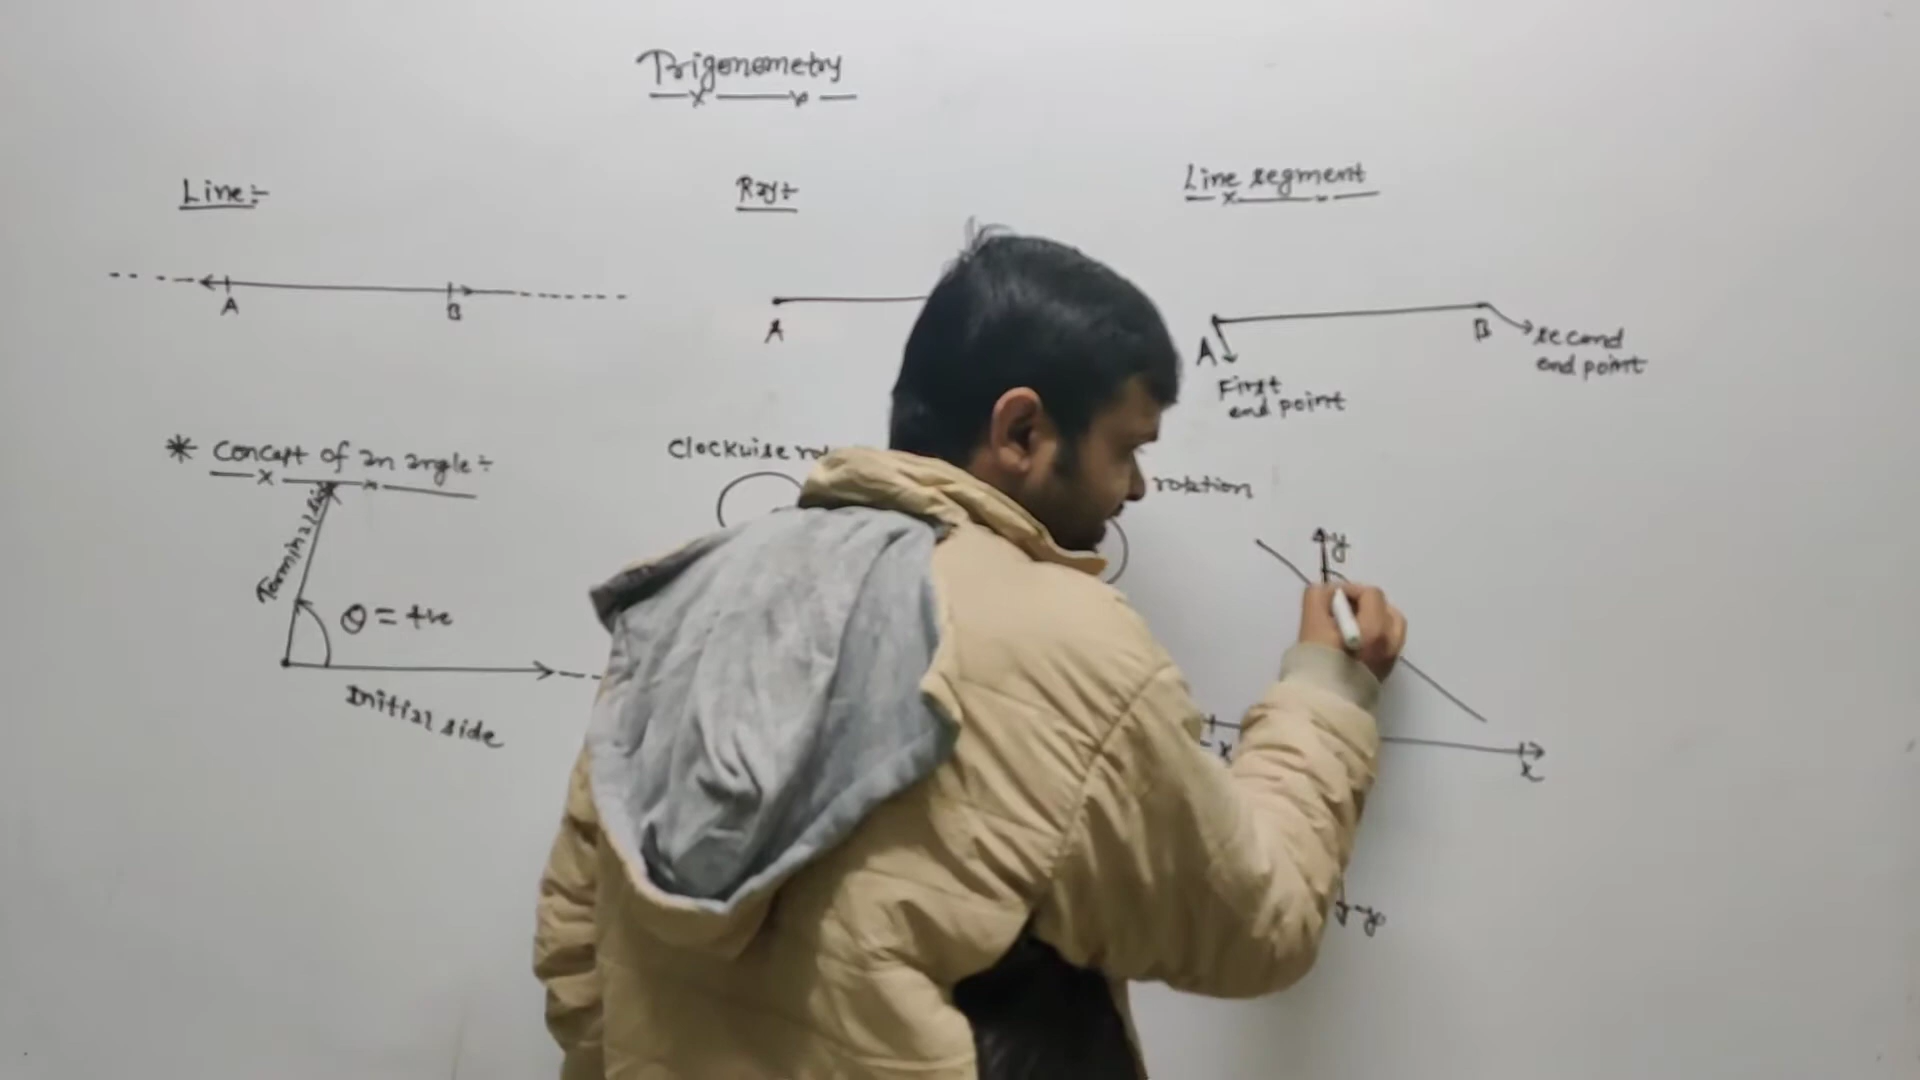 Trigonometry
Line:-
Ray:-
Line segment
A
B
A
A
B
First
end point
second
end point
* Concept of an angle:-
Clockwise
rotation
Terminal side
θ = +ve
Initial side
y
x